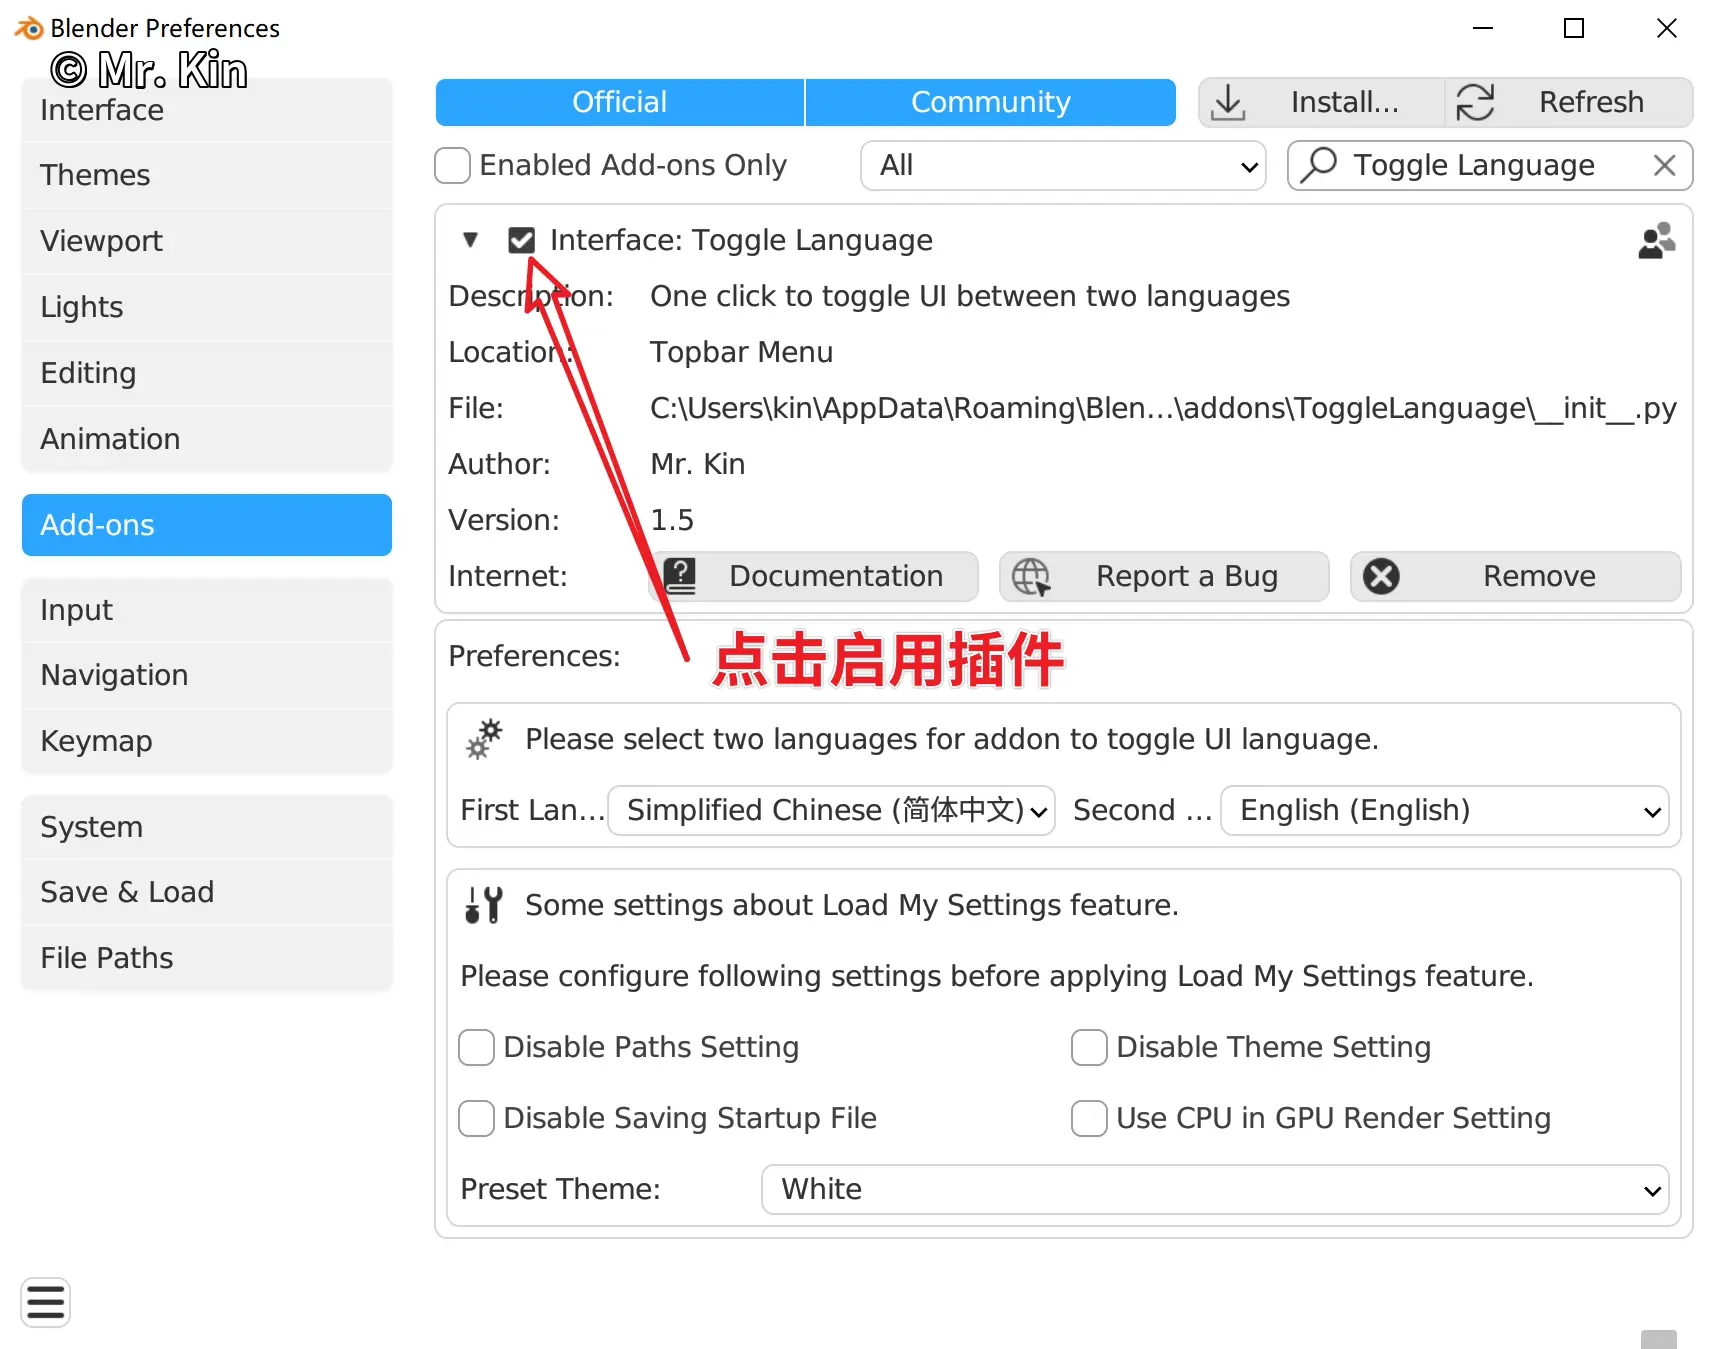 Blender Preferences
© Mr. Kin
Interface
Themes
Viewport
Lights
Editing
Animation
Add-ons
Input
Navigation
Keymap
System
Save & Load
File Paths
Official Community Install... Refresh
Enabled Add-ons Only All Toggle Language
Interface: Toggle Language
Description: One click to toggle UI between two languages
Location: Topbar Menu
File: C:\Users\kin\AppData\Roaming\Blen...\addons\ToggleLanguage\__init__.py
Author: Mr. Kin
Version: 1.5
Internet: Documentation Report a Bug Remove
Preferences: 点击启用插件
Please select two languages for addon to toggle UI language.
First Lan... Simplified Chinese (简体中文) Second ... English (English)
Some settings about Load My Settings feature.
Please configure following settings before applying Load My Settings feature.
Disable Paths Setting Disable Theme Setting
Disable Saving Startup File Use CPU in GPU Render Setting
Preset Theme: White